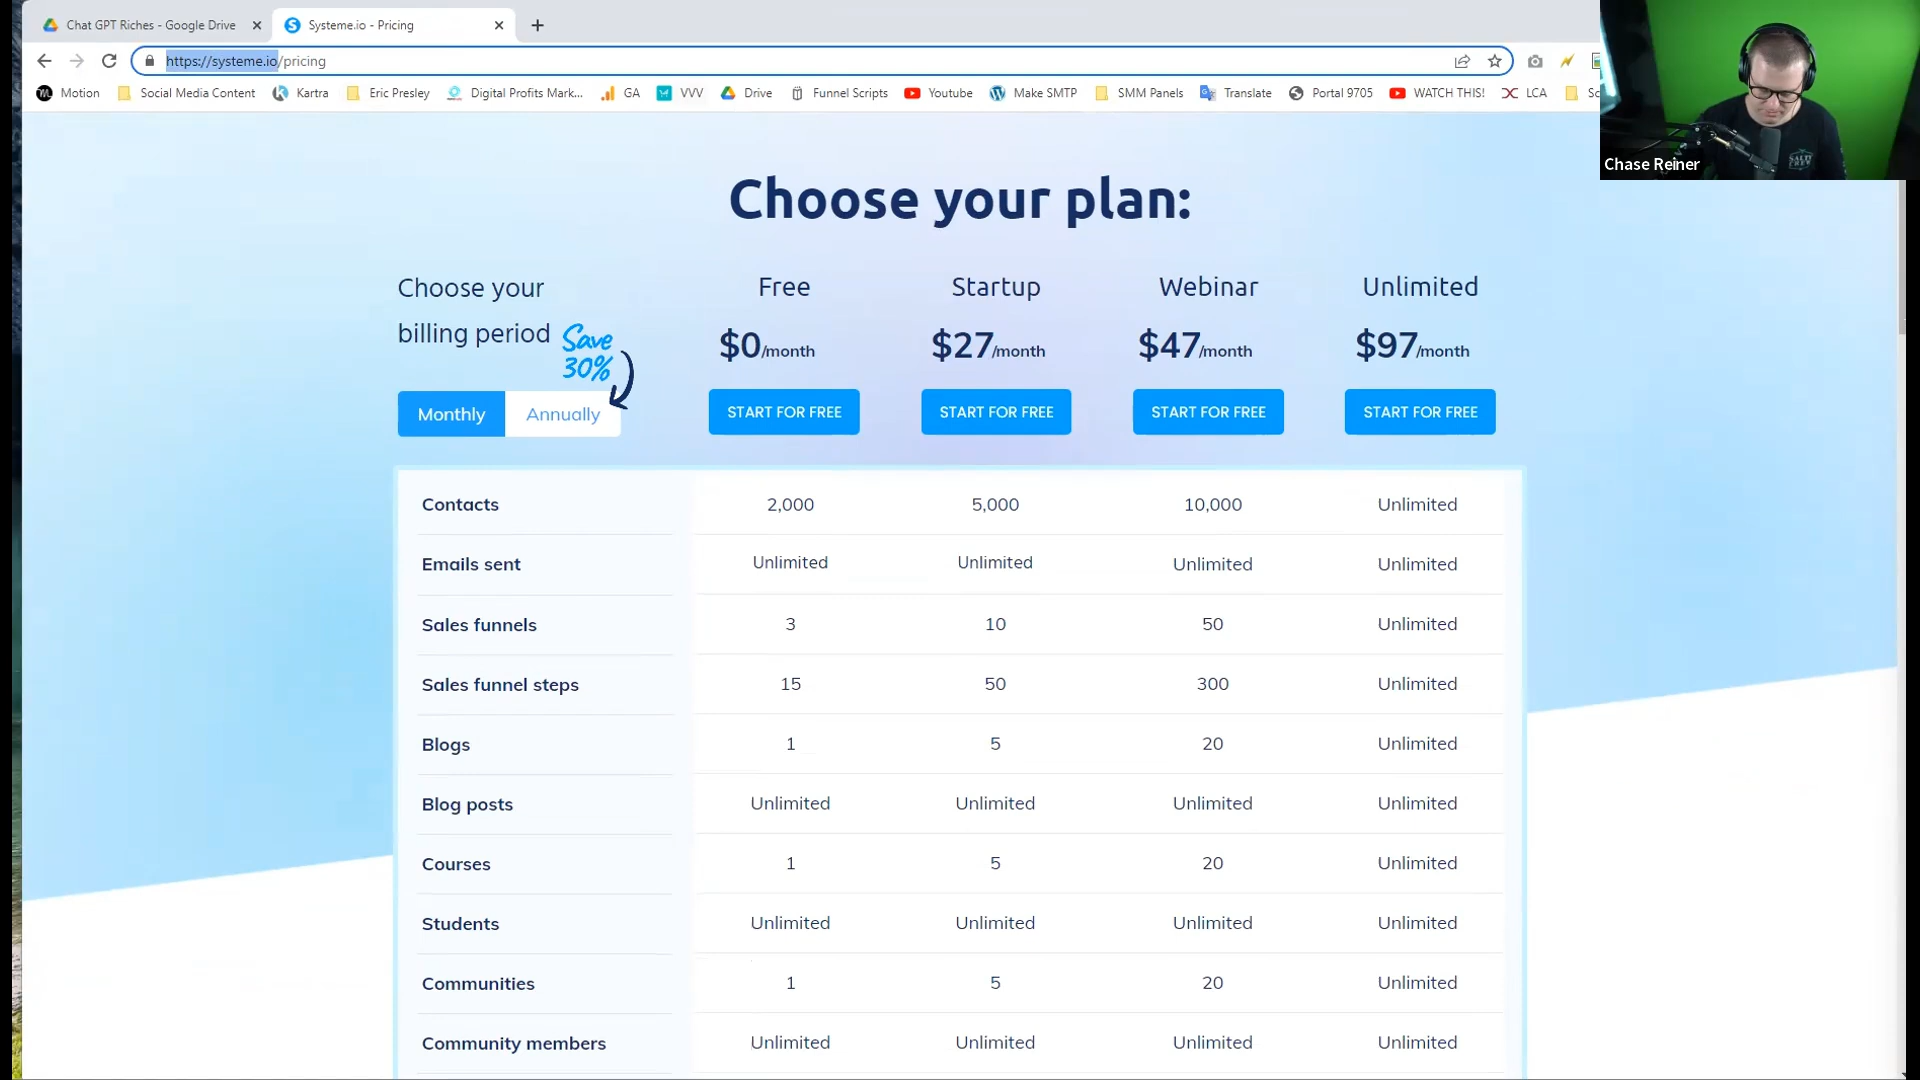 Chat GPT Riches - Google Drive
Systeme.io - Pricing
https://systeme.io/pricing
Motion
Social Media Content
Kartra
Eric Presley
Digital Profits Mark...
GA
VVV
Drive
Funnel Scripts
Youtube
Make SMTP
SMM Panels
Translate
Portal 9705
WATCH THIS!
LCA
Chase Reiner
Choose your plan:
Choose your
billing period
Save
30%
Monthly Annually
Free Startup Webinar Unlimited
$0/month $27/month $47/month $97/month
START FOR FREE START FOR FREE START FOR FREE START FOR FREE
Contacts 2,000 5,000 10,000 Unlimited
Emails sent Unlimited Unlimited Unlimited Unlimited
Sales funnels 3 10 50 Unlimited
Sales funnel steps 15 50 300 Unlimited
Blogs 1 5 20 Unlimited
Blog posts Unlimited Unlimited Unlimited Unlimited
Courses 1 5 20 Unlimited
Students Unlimited Unlimited Unlimited Unlimited
Communities 1 5 20 Unlimited
Community members Unlimited Unlimited Unlimited Unlimited